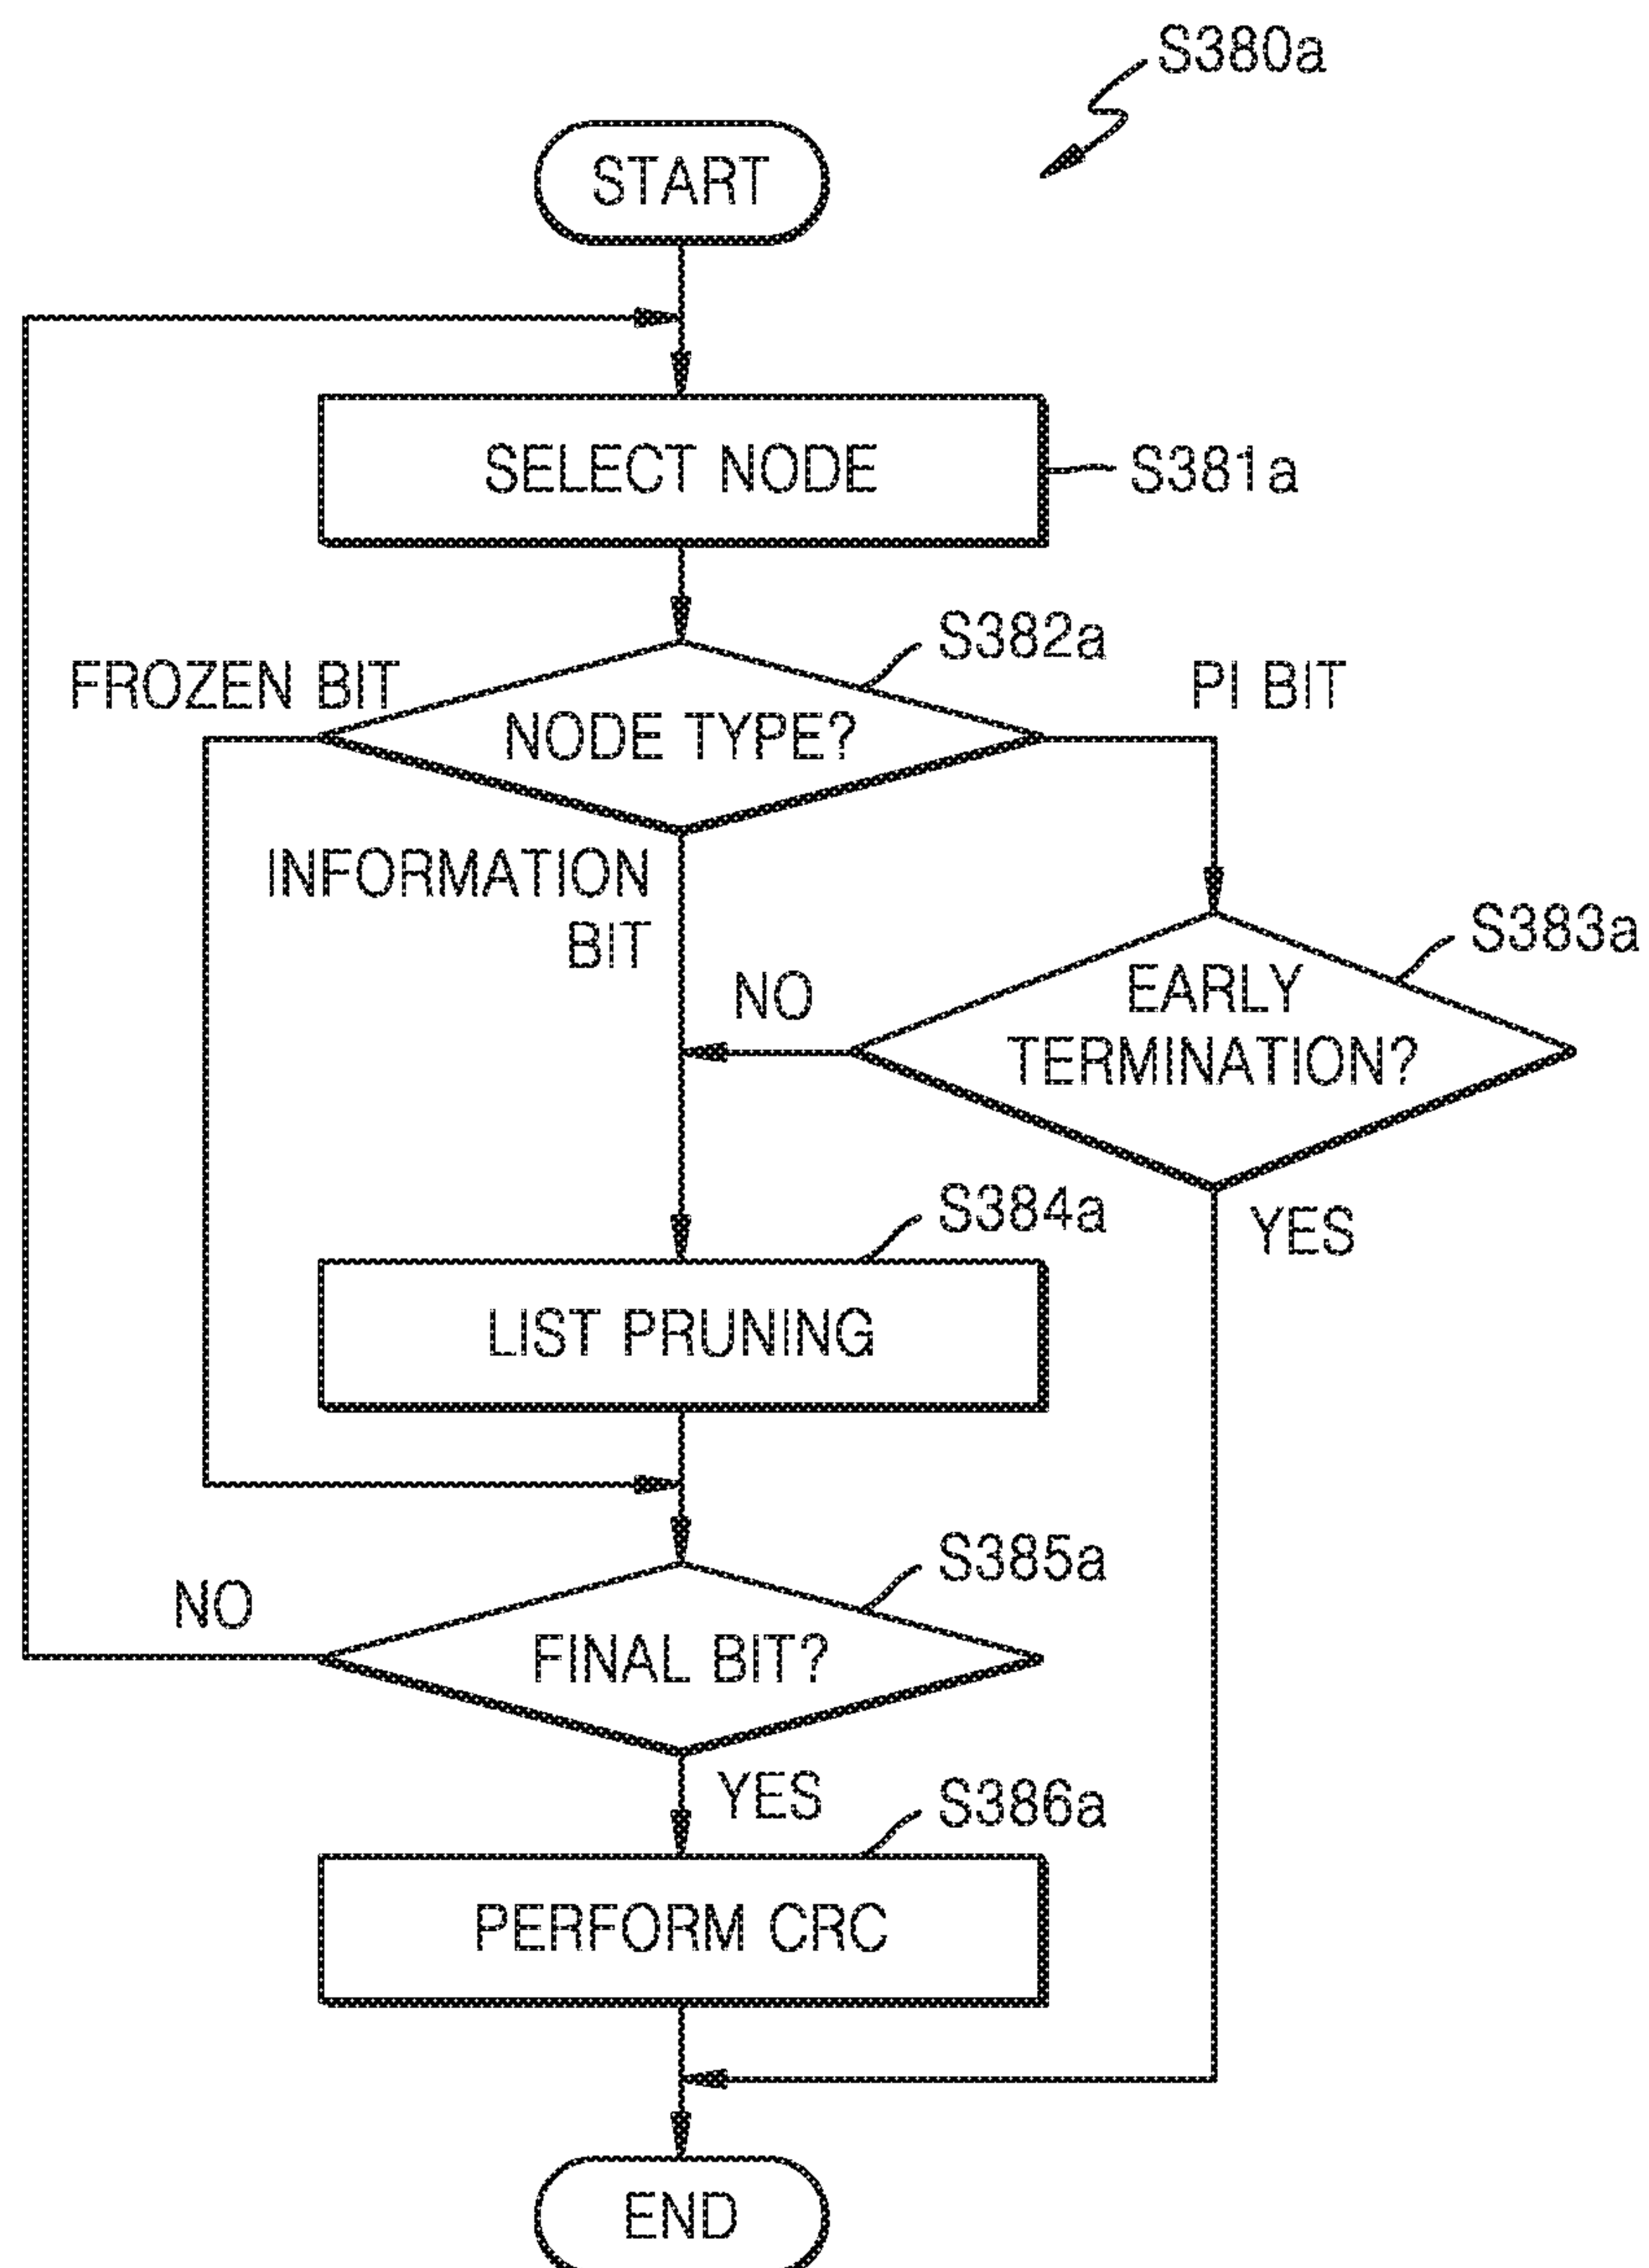 S380a
START
SELECT NODE
S381a
S382a
FROZEN BIT
PI BIT
NODE TYPE?
INFORMATION
BIT
S383a
NO
EARLY
TERMINATION?
S384a
YES
LIST PRUNING
S385a
NO
FINAL BIT?
YES
S386a
PERFORM CRC
END